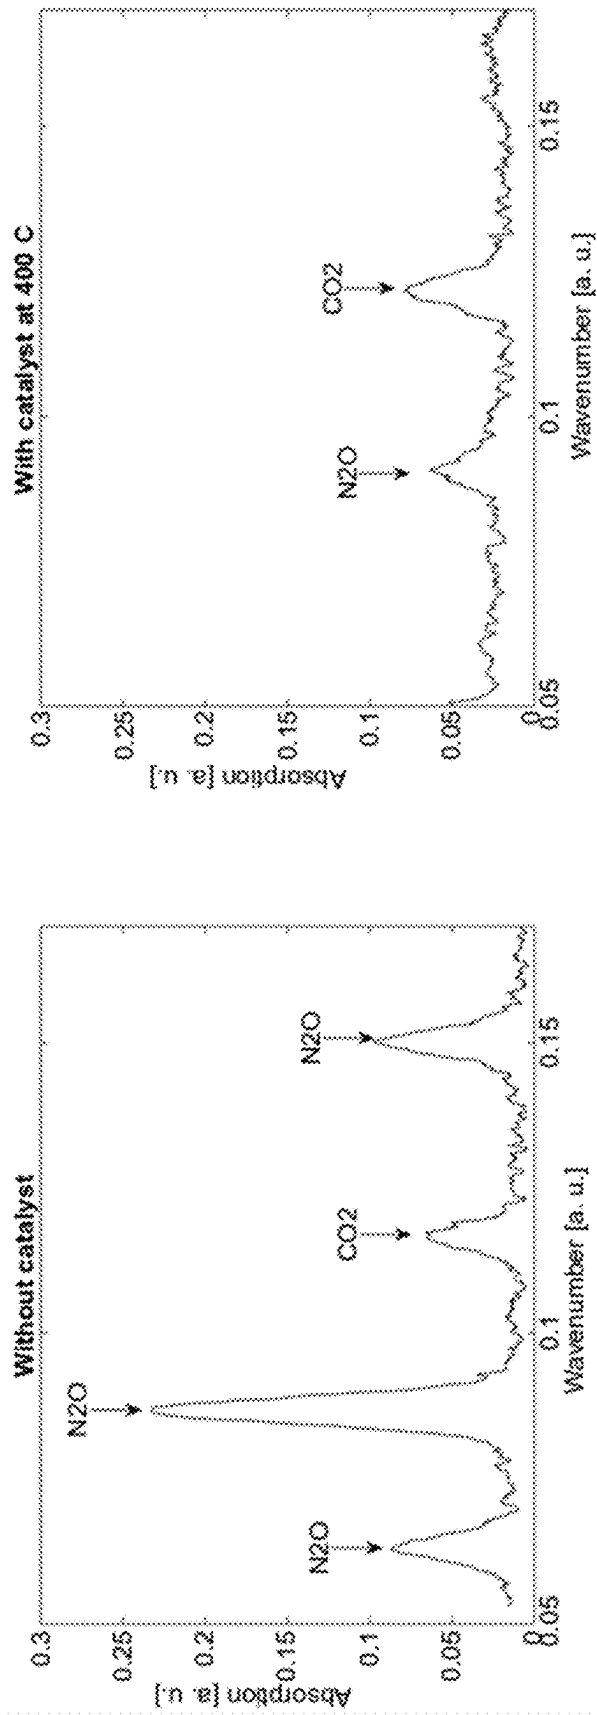 Without catalyst
0.3
0.25
0.2
0.15
0.1
0.05
0
Absorption [a. u.]
N2O
N2O
CO2
N2O
0.05
0.1
0.15
Wavenumber [a. u.]
With catalyst at 400 C
0.3
0.25
0.2
0.15
0.1
0.05
0
Absorption [a. u.]
N2O
CO2
0.05
0.1
0.15
Wavenumber [a. u.]